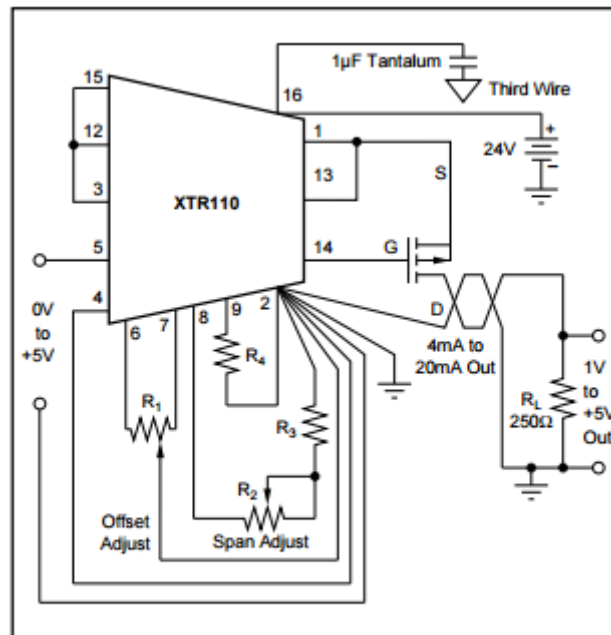 15
12
3
5
4
0V
to
+5V
XTR110
16
1
13
14
1µF Tantalum
Third Wire
24V
+
–
S
G
D
4mA to
20mA Out
1V
to
+5V
Out
R_L
250Ω
6
7
8
9
2
R₁
R₄
R₃
R₂
Offset
Adjust
Span Adjust